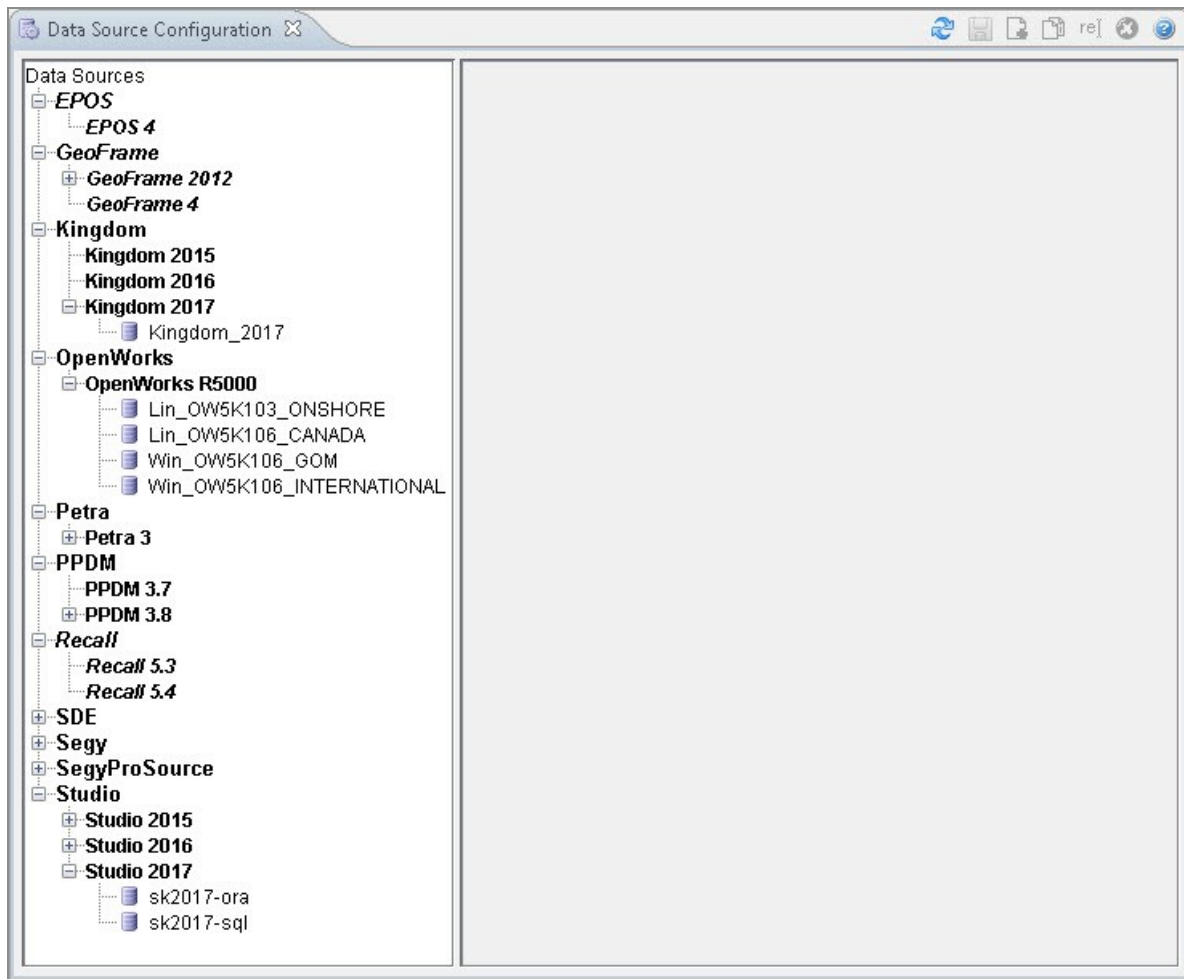 Data Source Configuration
reI
Data Sources
EPOS
EPOS 4
GeoFrame
GeoFrame 2012
GeoFrame 4
Kingdom
Kingdom 2015
Kingdom 2016
Kingdom 2017
Kingdom_2017
OpenWorks
OpenWorks R5000
Lin_OW5K103_ONSHORE
Lin_OW5K106_CANADA
Win_OW5K106_GOM
Win_OW5K106_INTERNATIONAL
Petra
Petra 3
PPDM
PPDM 3.7
PPDM 3.8
Recall
Recall 5.3
Recall 5.4
SDE
Segy
SegyProSource
Studio
Studio 2015
Studio 2016
Studio 2017
sk2017-ora
sk2017-sql